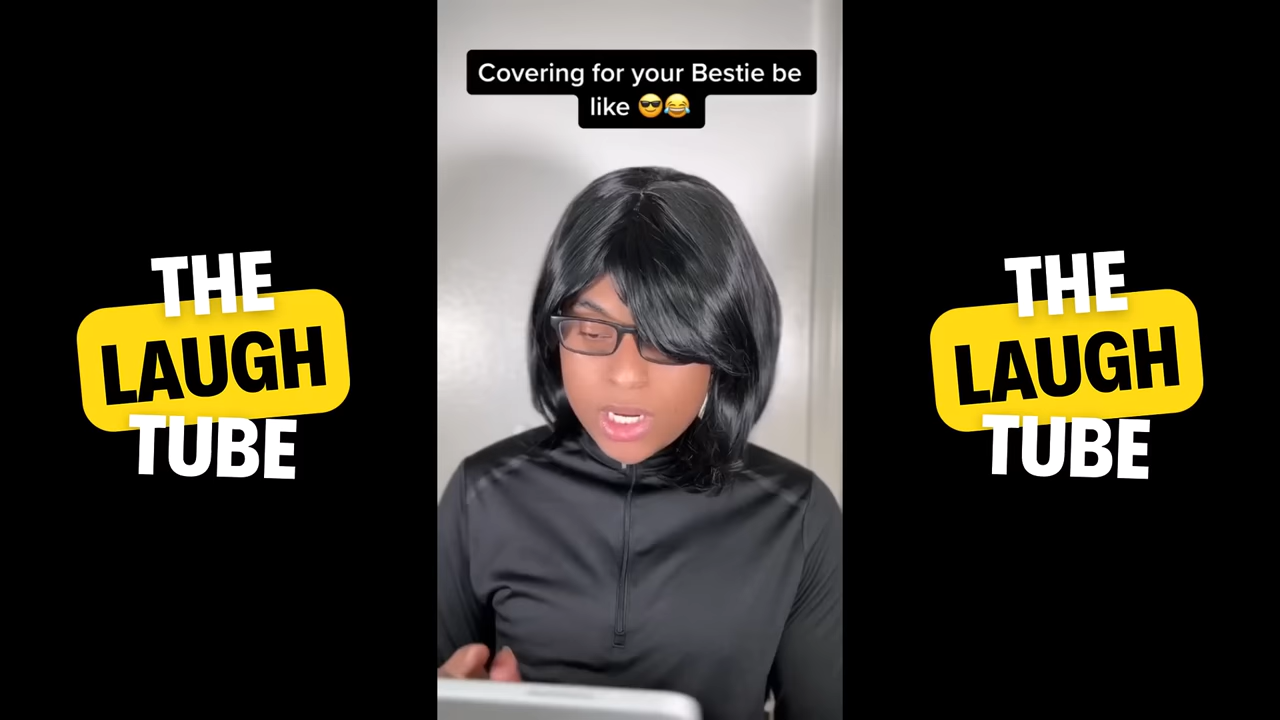 Covering for your Bestie be
like 😎😂
THE
LAUGH
TUBE
THE
LAUGH
TUBE